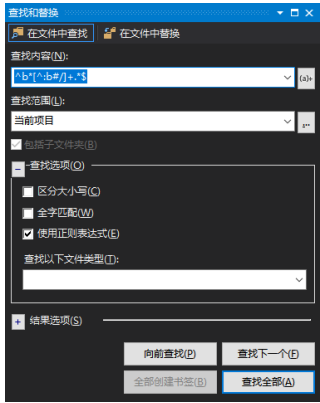 查找和替换
在文件中查找 在文件中替换
查找内容(N):
^b*[^:b#/]+.*$
(a)+
查找范围(L):
当前项目
包括子文件夹(B)
查找选项(O)
区分大小写(C)
全字匹配(W)
使用正则表达式(E)
查找以下文件类型(T):
结果选项(S)
向前查找(P) 查找下一个(F)
全部创建书签(B) 查找全部(A)